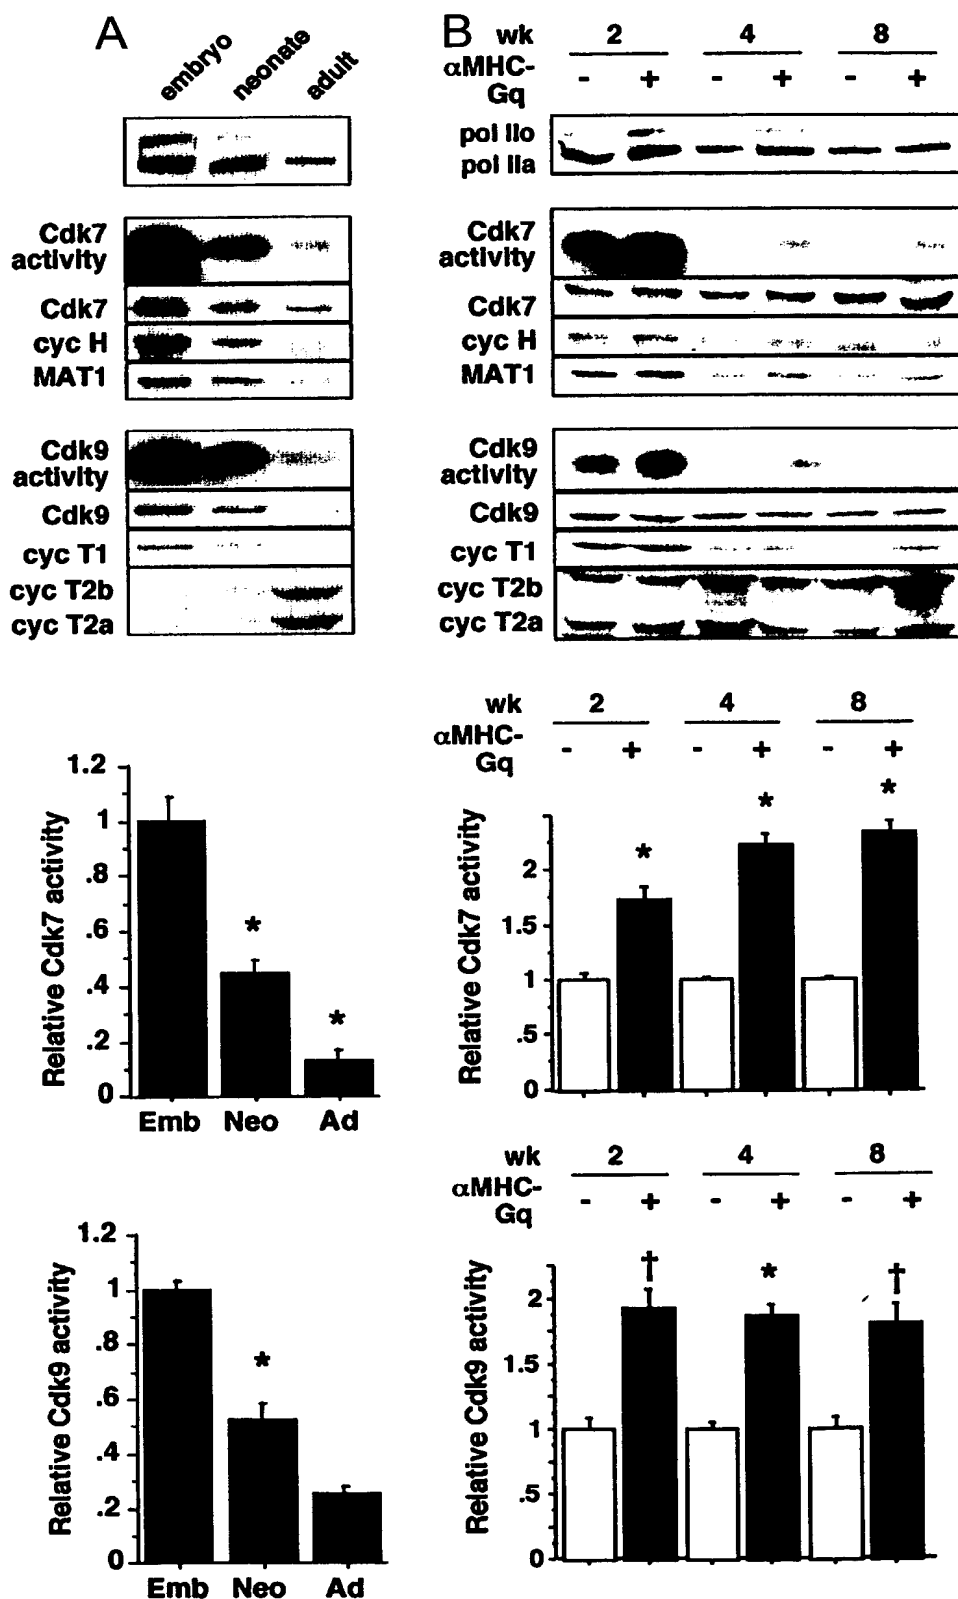 A
embryo neonate adult
Cdk7
activity
Cdk7
cyc H
MAT1
Cdk9
activity
Cdk9
cyc T1
cyc T2b
cyc T2a
B
wk 2 4 8
αMHC-
Gq - + - + - +
pol IIo
pol IIa
Cdk7
activity
Cdk7
cyc H
MAT1
Cdk9
activity
Cdk9
cyc T1
cyc T2b
cyc T2a
Relative Cdk7 activity
1.2
1
.8
.6
.4
.2
0
* *
Emb Neo Ad
wk 2 4 8
αMHC-
Gq - + - + - +
Relative Cdk7 activity
2
1.5
1
.5
0
* * *
Relative Cdk9 activity
1.2
1
.8
.6
.4
.2
0
*
Emb Neo Ad
wk 2 4 8
αMHC-
Gq - + - + - +
Relative Cdk9 activity
2
1.5
1
.5
0
† * †